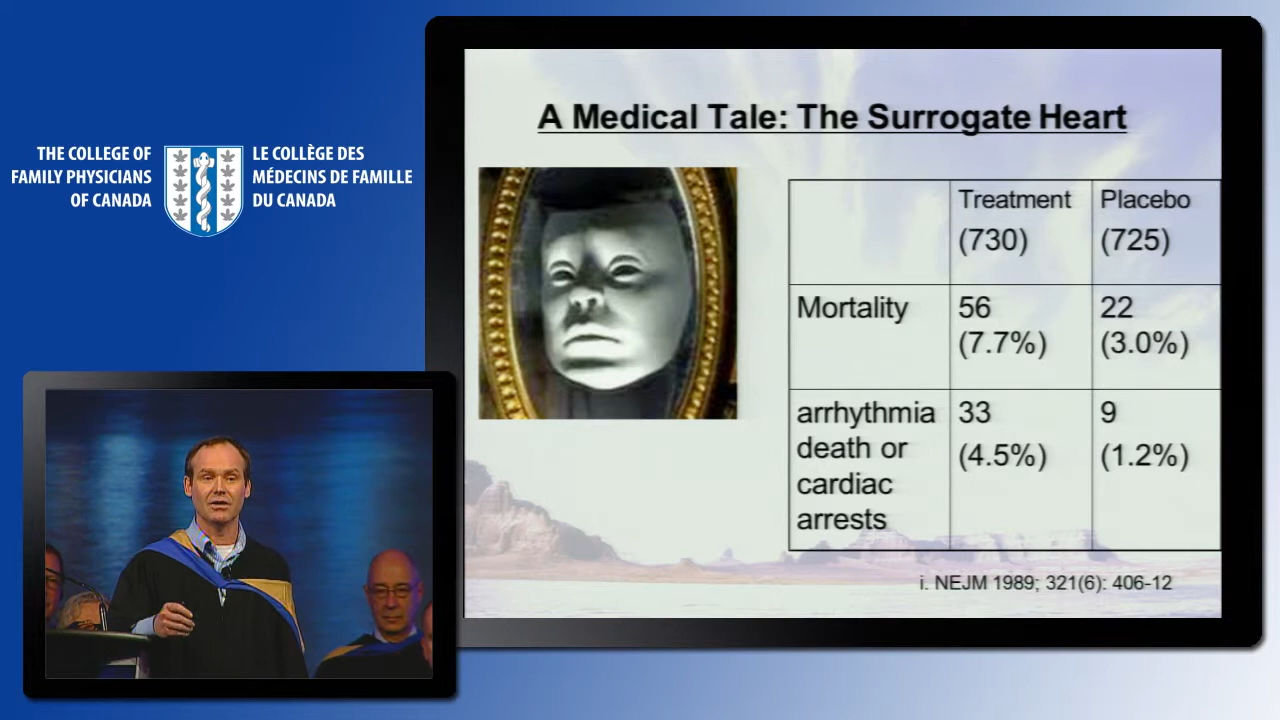 THE COLLEGE OF
FAMILY PHYSICIANS
OF CANADA
LE COLLÈGE DES
MÉDECINS DE FAMILLE
DU CANADA
A Medical Tale: The Surrogate Heart
Treatment
(730)
Placebo
(725)
Mortality
56
(7.7%)
22
(3.0%)
arrhythmia
death or
cardiac
arrests
33
(4.5%)
9
(1.2%)
i. NEJM 1989; 321(6): 406-12